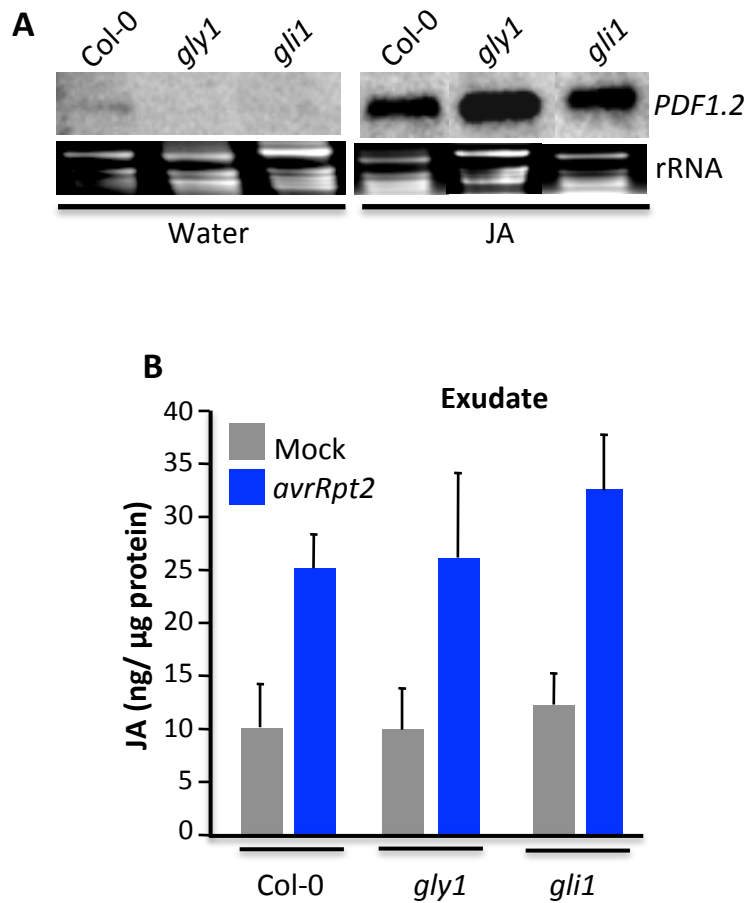 A
Col-0 gly1 gli1 Col-0 gly1 gli1
PDF1.2
rRNA
Water JA
B
Exudate
Mock
avrRpt2
JA (ng/ µg protein)
40
35
30
25
20
15
10
5
0
Col-0 gly1 gli1